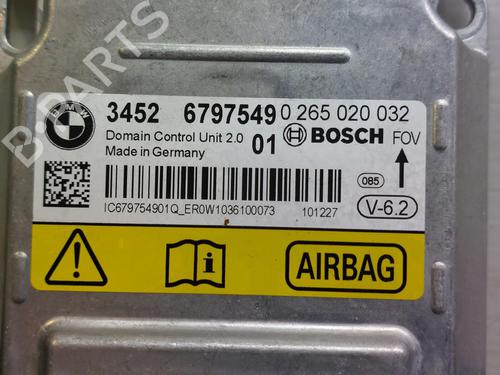 B-PARTS
BMW
3452 6797549 0 265 020 032
Domain Control Unit 2.0 01 BOSCH FOV
Made in Germany
085
IC679754901Q_ER0W1036100073 101227 V-6.2
AIRBAG